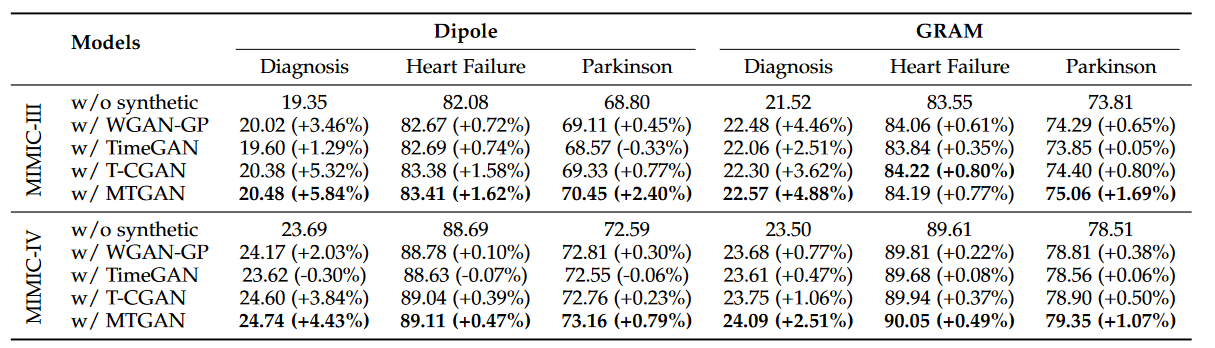 Models Dipole GRAM
Diagnosis Heart Failure Parkinson Diagnosis Heart Failure Parkinson
MIMIC-III
w/o synthetic 19.35 82.08 68.80 21.52 83.55 73.81
w/ WGAN-GP 20.02 (+3.46%) 82.67 (+0.72%) 69.11 (+0.45%) 22.48 (+4.46%) 84.06 (+0.61%) 74.29 (+0.65%)
w/ TimeGAN 19.60 (+1.29%) 82.69 (+0.74%) 68.57 (-0.33%) 22.06 (+2.51%) 83.84 (+0.35%) 73.85 (+0.05%)
w/ T-CGAN 20.38 (+5.32%) 83.38 (+1.58%) 69.33 (+0.77%) 22.30 (+3.62%) 84.22 (+0.80%) 74.40 (+0.80%)
w/ MTGAN 20.48 (+5.84%) 83.41 (+1.62%) 70.45 (+2.40%) 22.57 (+4.88%) 84.19 (+0.77%) 75.06 (+1.69%)
MIMIC-IV
w/o synthetic 23.69 88.69 72.59 23.50 89.61 78.51
w/ WGAN-GP 24.17 (+2.03%) 88.78 (+0.10%) 72.81 (+0.30%) 23.68 (+0.77%) 89.81 (+0.22%) 78.81 (+0.38%)
w/ TimeGAN 23.62 (-0.30%) 88.63 (-0.07%) 72.55 (-0.06%) 23.61 (+0.47%) 89.68 (+0.08%) 78.56 (+0.06%)
w/ T-CGAN 24.60 (+3.84%) 89.04 (+0.39%) 72.76 (+0.23%) 23.75 (+1.06%) 89.94 (+0.37%) 78.90 (+0.50%)
w/ MTGAN 24.74 (+4.43%) 89.11 (+0.47%) 73.16 (+0.79%) 24.09 (+2.51%) 90.05 (+0.49%) 79.35 (+1.07%)